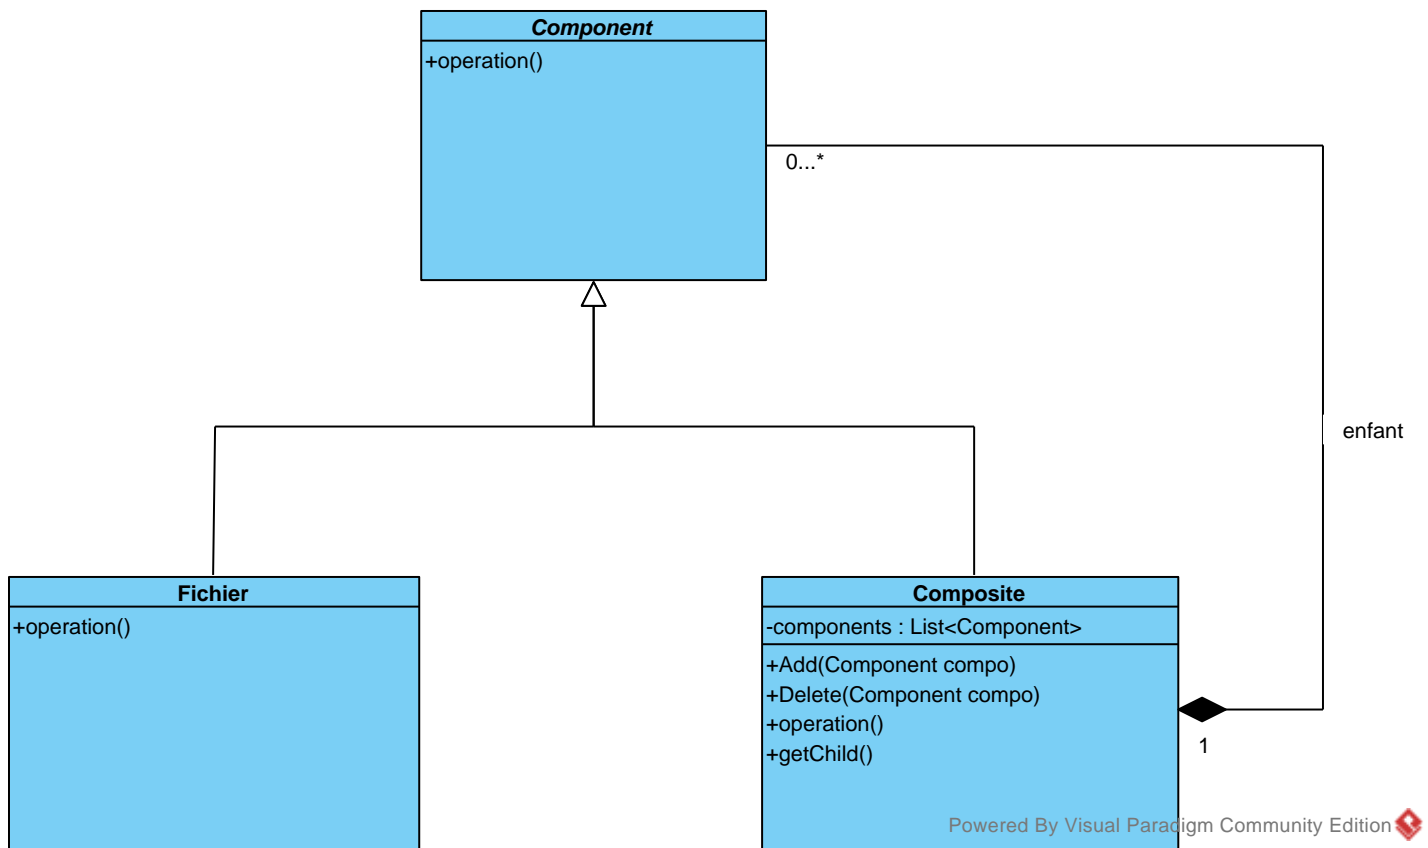 Component
+operation()
0...*
enfant
Fichier
+operation()
Composite
-components : List<Component>
+Add(Component compo)
+Delete(Component compo)
+operation()
+getChild()
1
Powered By Visual Paradigm Community Edition